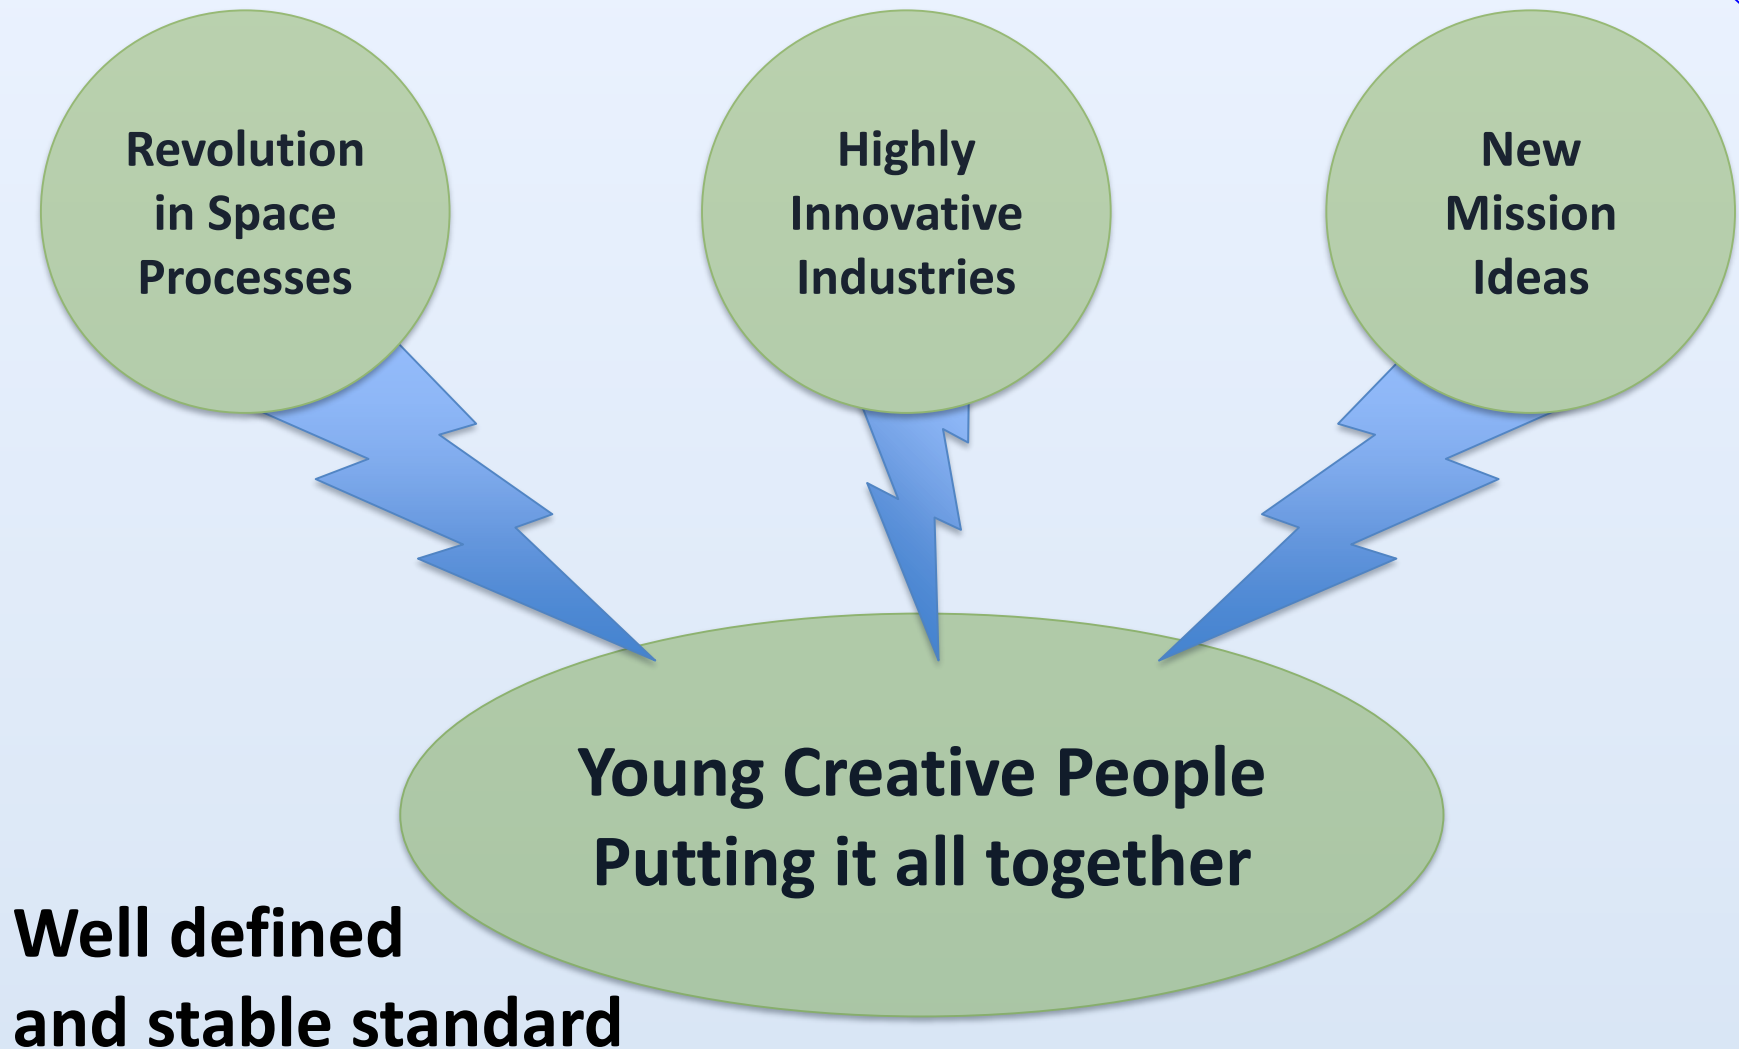 Revolution
in Space
Processes
Highly
Innovative
Industries
New
Mission
Ideas
Young Creative People
Putting it all together
Well defined
and stable standard